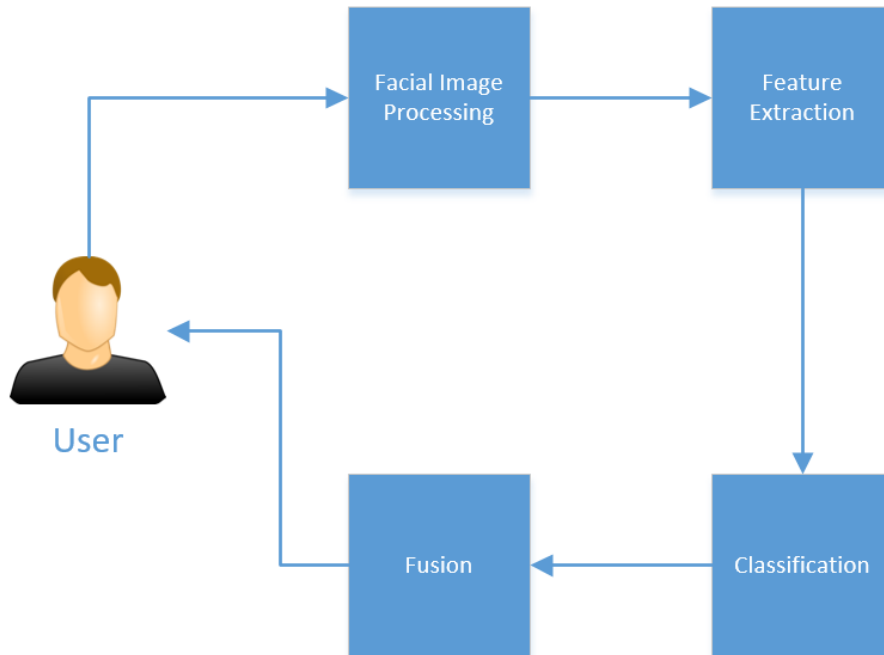 Facial Image
Processing
Feature
Extraction
User
Fusion
Classification